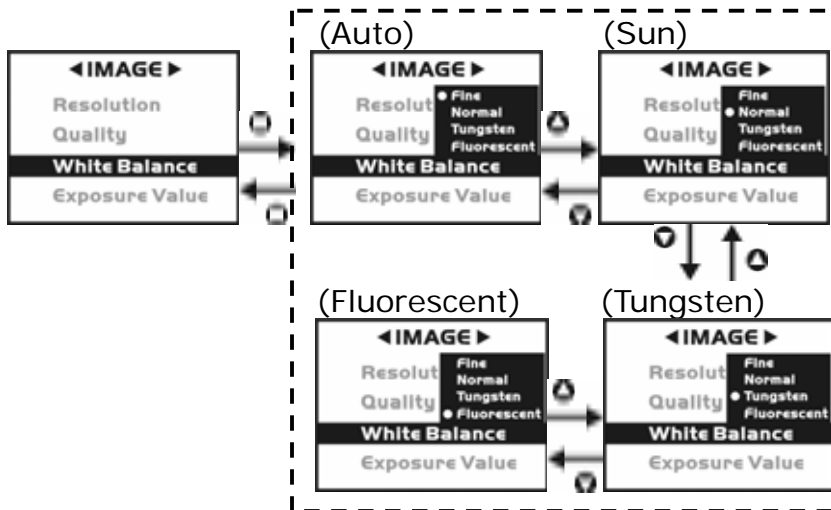 (Auto)
(Sun)
◄IMAGE►
Resolution
Quality
White Balance
Exposure Value
◄IMAGE►
Resolut
Fine
Normal
Quality
Tungsten
Fluorescent
White Balance
Exposure Value
◄IMAGE►
Resolut
Fine
Normal
Quality
Tungsten
Fluorescent
White Balance
Exposure Value
(Fluorescent)
(Tungsten)
◄IMAGE►
Resolut
Fine
Normal
Quality
Tungsten
Fluorescent
White Balance
Exposure Value
◄IMAGE►
Resolut
Fine
Normal
Quality
Tungsten
Fluorescent
White Balance
Exposure Value